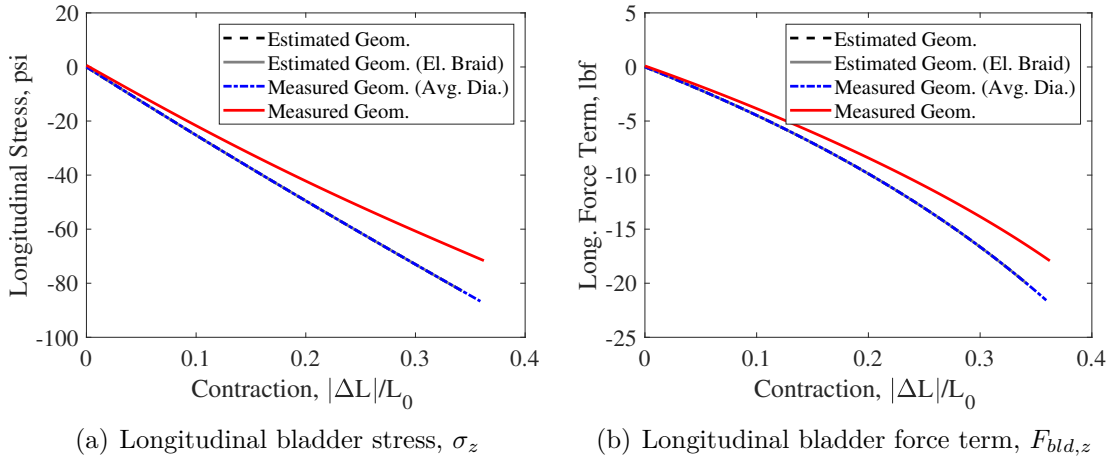 20
0
-20
-40
-60
-80
-100
Longitudinal Stress, psi
Estimated Geom.
Estimated Geom. (El. Braid)
Measured Geom. (Avg. Dia.)
Measured Geom.
0 0.1 0.2 0.3 0.4
Contraction, |ΔL|/L₀
(a) Longitudinal bladder stress, σ_z
5
0
-5
-10
-15
-20
-25
Long. Force Term, lbf
Estimated Geom.
Estimated Geom. (El. Braid)
Measured Geom. (Avg. Dia.)
Measured Geom.
0 0.1 0.2 0.3 0.4
Contraction, |ΔL|/L₀
(b) Longitudinal bladder force term, F_{bld,z}